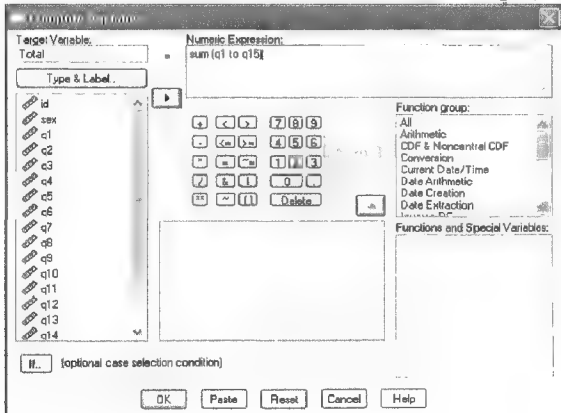 Target Variable:
Total
Numeric Expression:
=
sum (q1 to q15)
Type & Label..
id
sex
q1
q2
q3
q4
q5
q6
q7
q8
q9
q10
q11
q12
q13
q14
+ < > 7 8 9
- <= >= 4 5 6
* = ~= 1 2 3
/ & | 0 .
** ~ () Delete
Function group:
All
Arithmetic
CDF & Noncentral CDF
Conversion
Current Date/Time
Date Arithmetic
Date Creation
Date Extraction
Functions and Special Variables:
If...
(optional case selection condition)
OK Paste Reset Cancel Help